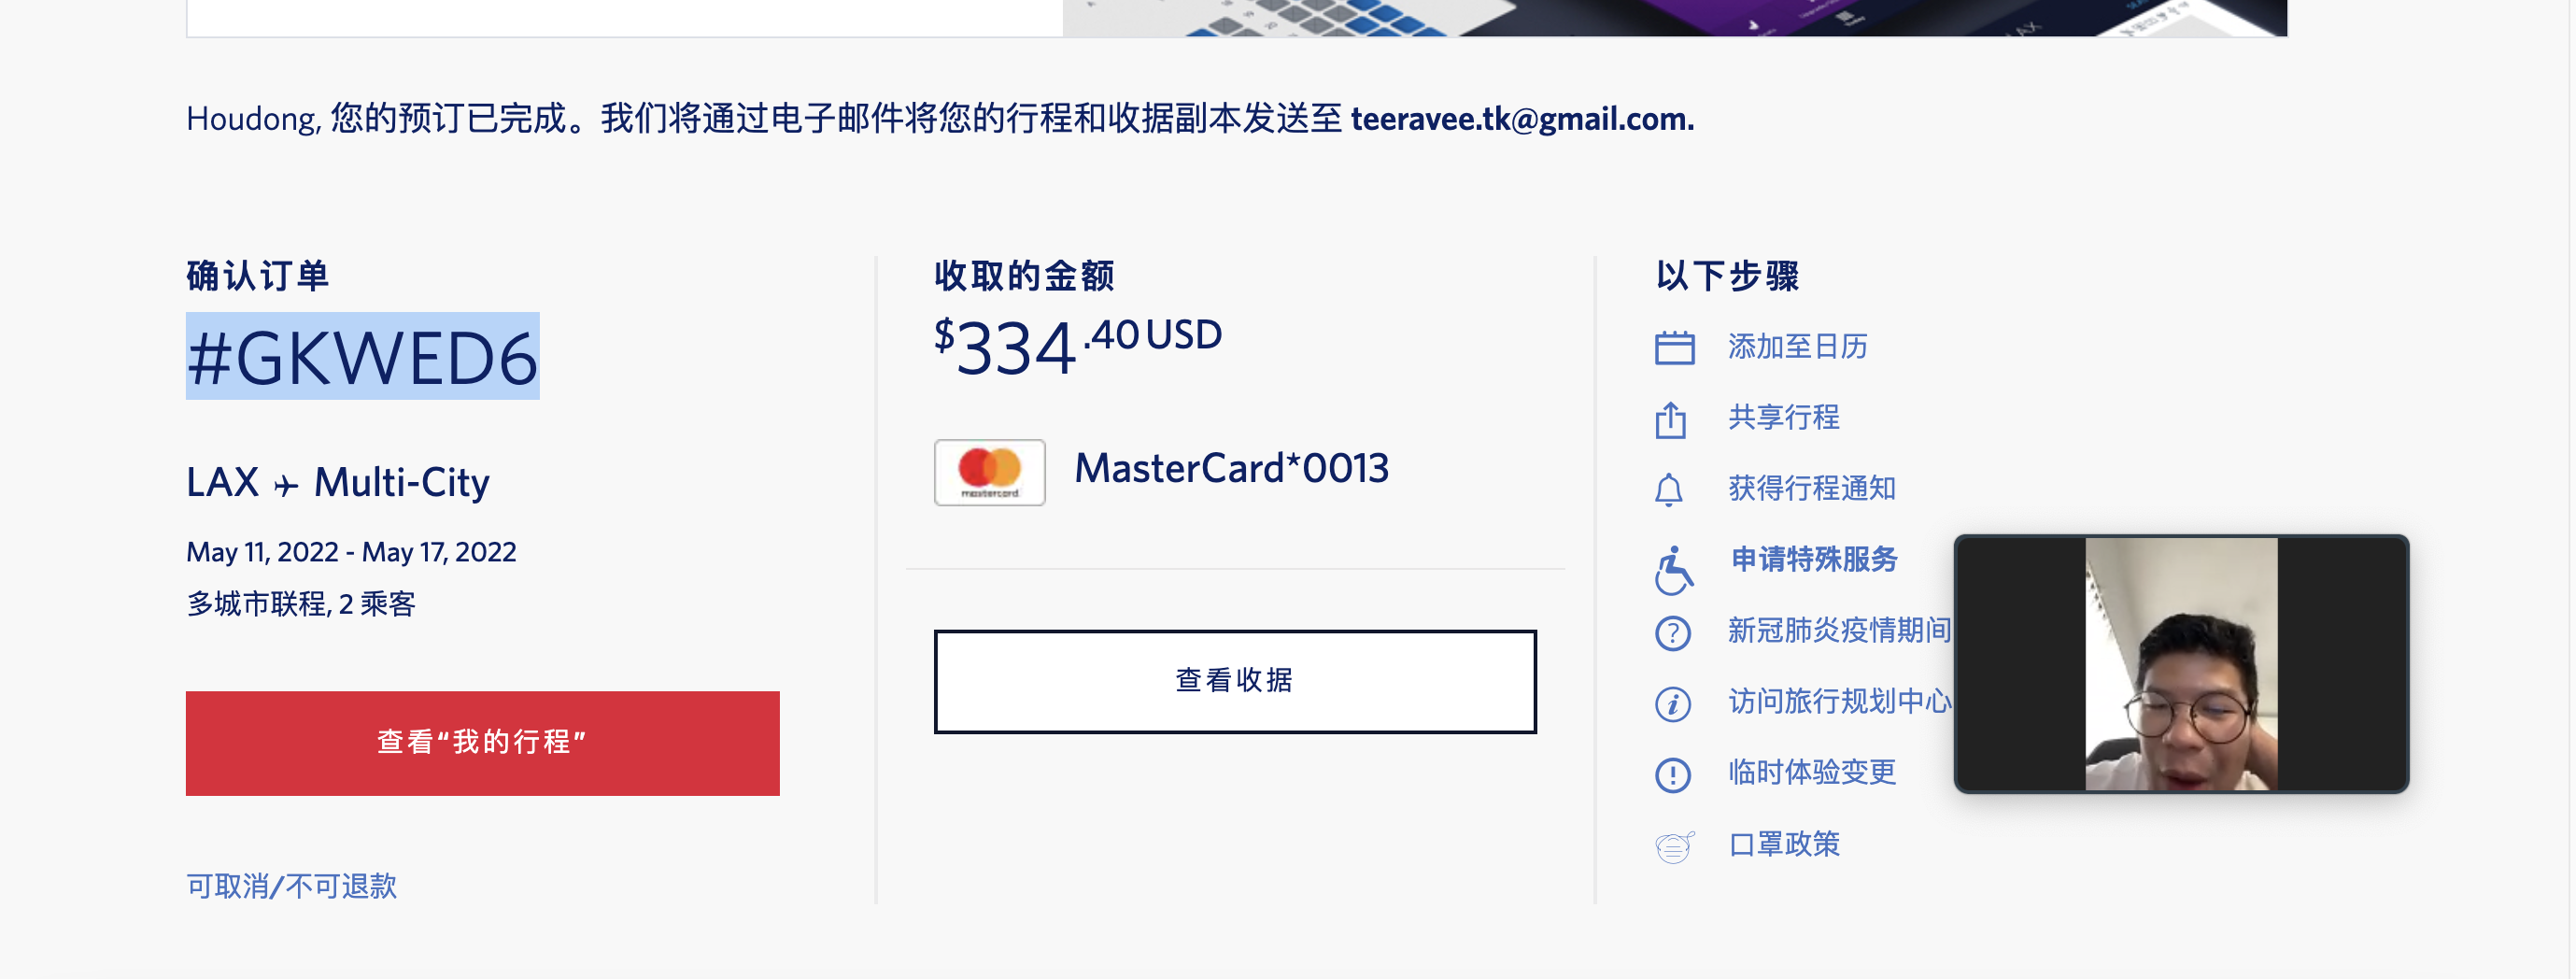 LAX
Houdong, 您的预订已完成。我们将通过电子邮件将您的行程和收据副本发送至 teeravee.tk@gmail.com.
确认订单
#GKWED6
LAX ✈ Multi-City
May 11, 2022 - May 17, 2022
多城市联程, 2 乘客
查看“我的行程”
可取消/不可退款
收取的金额
$334.40 USD
mastercard
MasterCard*0013
查看收据
以下步骤
添加至日历
共享行程
获得行程通知
申请特殊服务
新冠肺炎疫情期间
访问旅行规划中心
临时体验变更
口罩政策